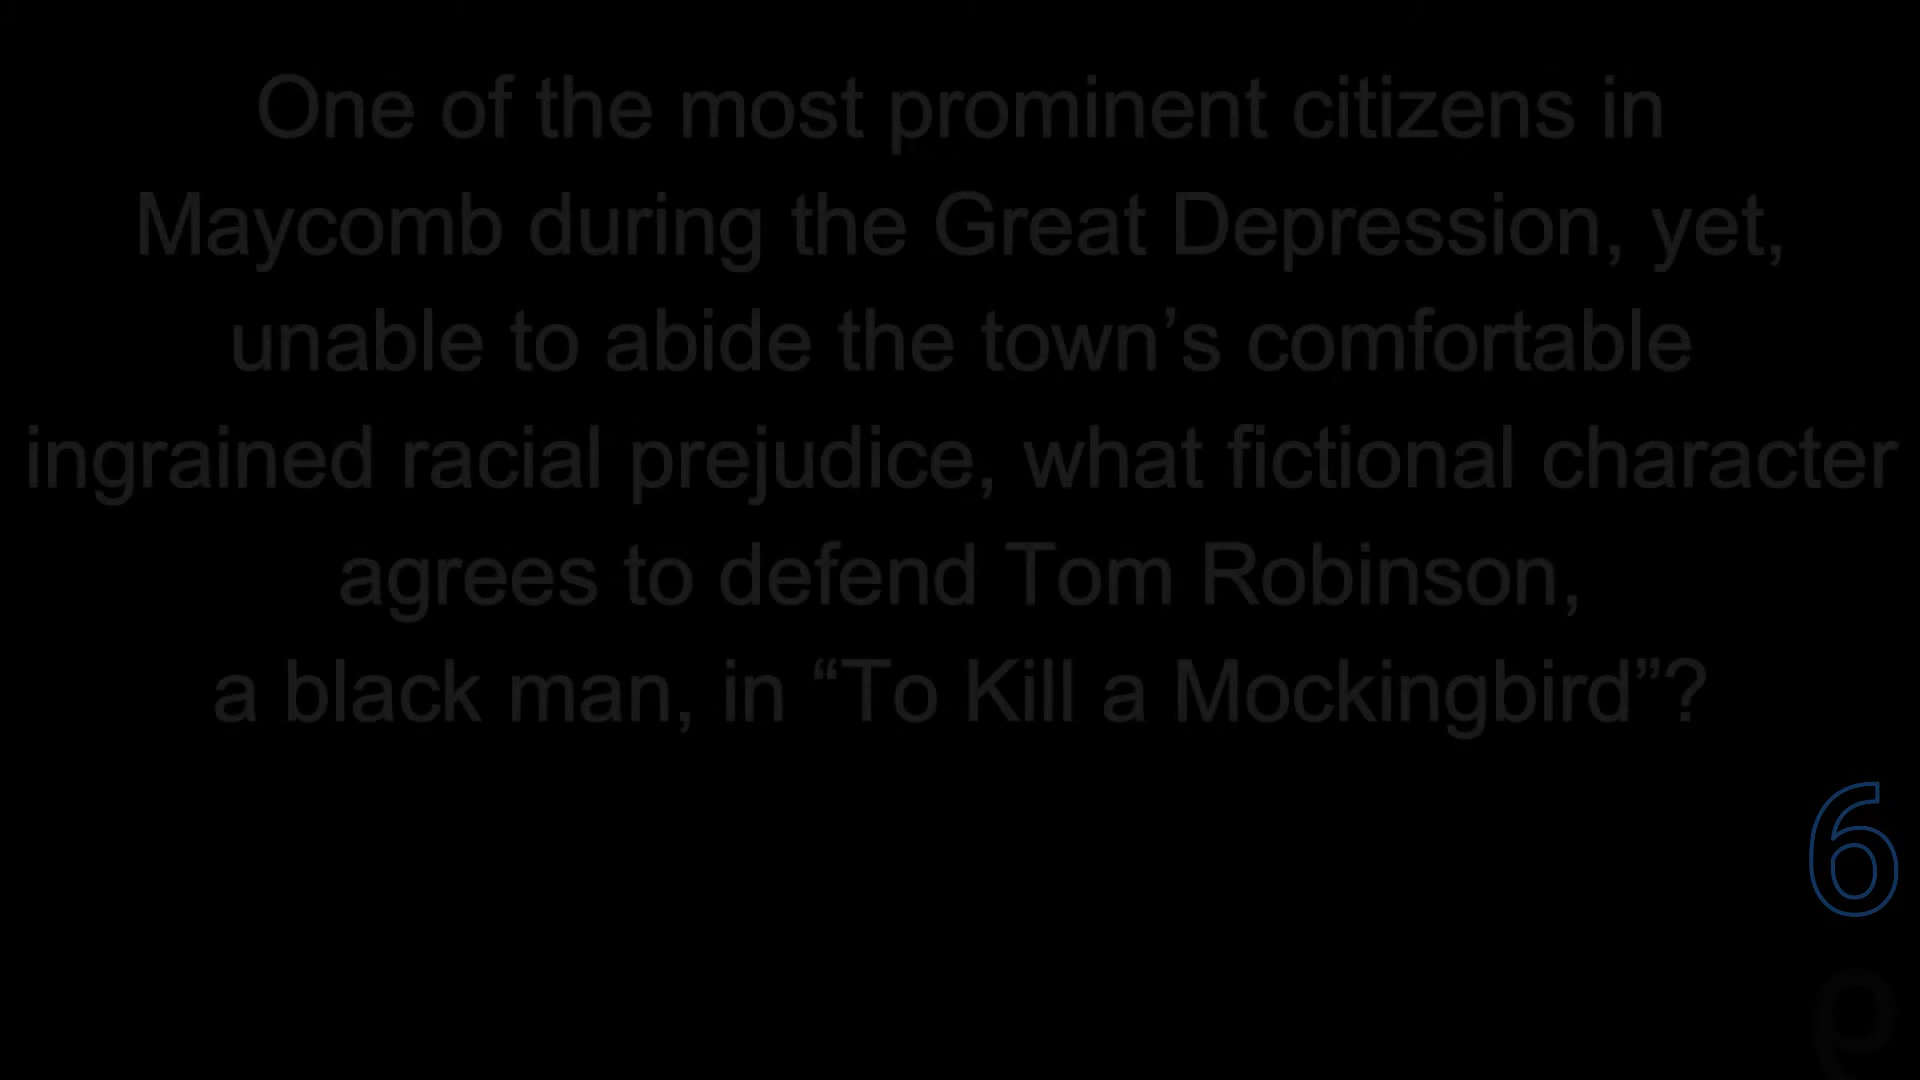 One of the most prominent citizens in
Maycomb during the Great Depression, yet,
unable to abide the town’s comfortable
ingrained racial prejudice, what fictional character
agrees to defend Tom Robinson,
a black man, in “To Kill a Mockingbird”?
6